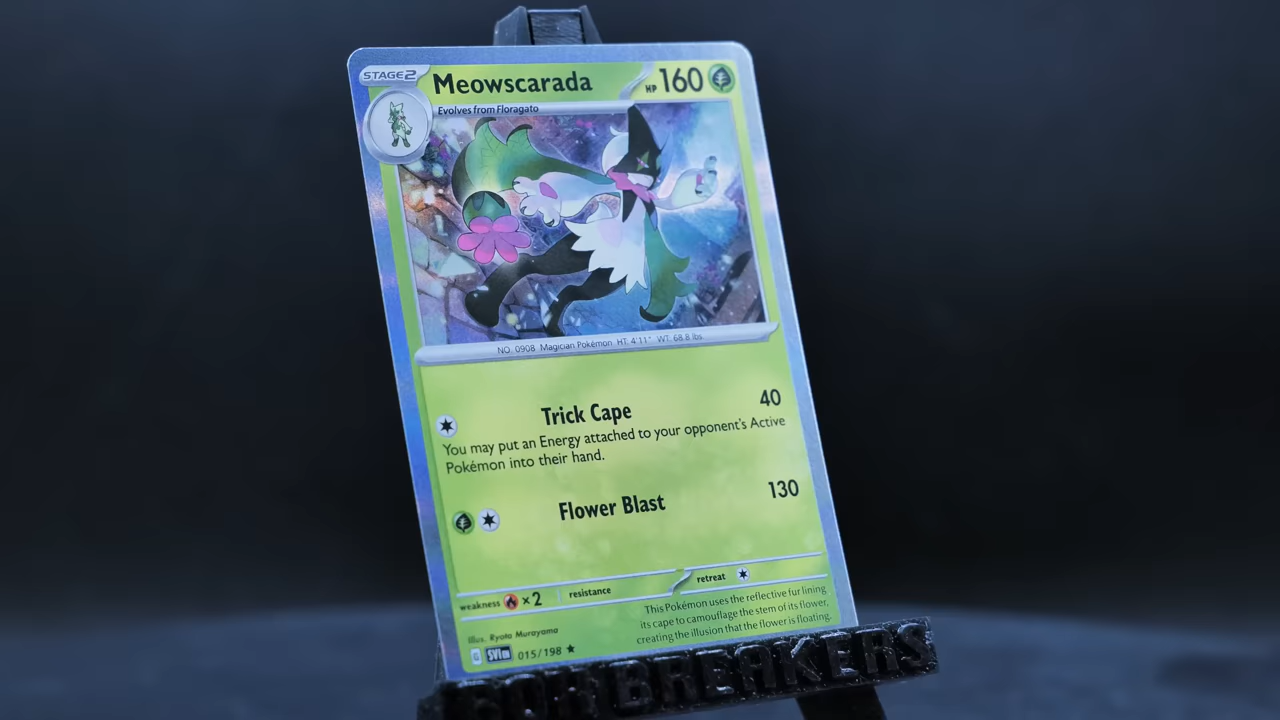 STAGE2 Meowscarada HP 160
Evolves from Floragato
NO. 0908 Magician Pokémon HT: 4'11" WT: 68.8 lbs.
Trick Cape 40
You may put an Energy attached to your opponent's Active
Pokémon into their hand.
Flower Blast 130
weakness ×2 resistance retreat
This Pokémon uses the reflective fur lining
its cape to camouflage the stem of its flower,
creating the illusion that the flower is floating.
Illus. Ryota Murayama
G SVI EN 015/198
BREAKERS